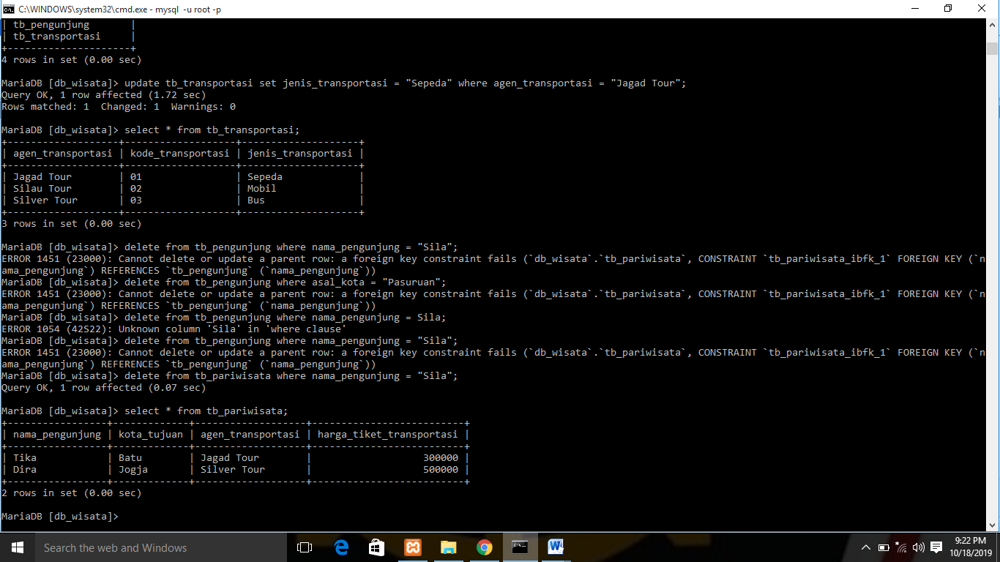 C:\WINDOWS\system32\cmd.exe - mysql  -u root -p
| tb_pengunjung       |
| tb_transportasi     |
+---------------------+
4 rows in set (0.00 sec)
MariaDB [db_wisata]> update tb_transportasi set jenis_transportasi = "Sepeda" where agen_transportasi = "Jagad Tour";
Query OK, 1 row affected (1.72 sec)
Rows matched: 1  Changed: 1  Warnings: 0
MariaDB [db_wisata]> select * from tb_transportasi;
+-------------------+-------------------+--------------------+
| agen_transportasi | kode_transportasi | jenis_transportasi |
+-------------------+-------------------+--------------------+
| Jagad Tour        | 01                | Sepeda             |
| Silau Tour        | 02                | Mobil              |
| Silver Tour       | 03                | Bus                |
+-------------------+-------------------+--------------------+
3 rows in set (0.00 sec)
MariaDB [db_wisata]> delete from tb_pengunjung where nama_pengunjung = "Sila";
ERROR 1451 (23000): Cannot delete or update a parent row: a foreign key constraint fails (`db_wisata`.`tb_pariwisata`, CONSTRAINT `tb_pariwisata_ibfk_1` FOREIGN KEY (`n
ama_pengunjung`) REFERENCES `tb_pengunjung` (`nama_pengunjung`))
MariaDB [db_wisata]> delete from tb_pengunjung where asal_kota = "Pasuruan";
ERROR 1451 (23000): Cannot delete or update a parent row: a foreign key constraint fails (`db_wisata`.`tb_pariwisata`, CONSTRAINT `tb_pariwisata_ibfk_1` FOREIGN KEY (`n
ama_pengunjung`) REFERENCES `tb_pengunjung` (`nama_pengunjung`))
MariaDB [db_wisata]> delete from tb_pengunjung where nama_pengunjung = Sila;
ERROR 1054 (42S22): Unknown column 'Sila' in 'where clause'
MariaDB [db_wisata]> delete from tb_pengunjung where nama_pengunjung = "Sila";
ERROR 1451 (23000): Cannot delete or update a parent row: a foreign key constraint fails (`db_wisata`.`tb_pariwisata`, CONSTRAINT `tb_pariwisata_ibfk_1` FOREIGN KEY (`n
ama_pengunjung`) REFERENCES `tb_pengunjung` (`nama_pengunjung`))
MariaDB [db_wisata]> delete from tb_pariwisata where nama_pengunjung = "Sila";
Query OK, 1 row affected (0.07 sec)
MariaDB [db_wisata]> select * from tb_pariwisata;
+-----------------+-------------+-------------------+--------------------------+
| nama_pengunjung | kota_tujuan | agen_transportasi | harga_tiket_transportasi |
+-----------------+-------------+-------------------+--------------------------+
| Tika            | Batu        | Jagad Tour        |                   300000 |
| Dira            | Jogja       | Silver Tour       |                   500000 |
+-----------------+-------------+-------------------+--------------------------+
2 rows in set (0.00 sec)
MariaDB [db_wisata]>
Search the web and Windows
9:22 PM
10/18/2019